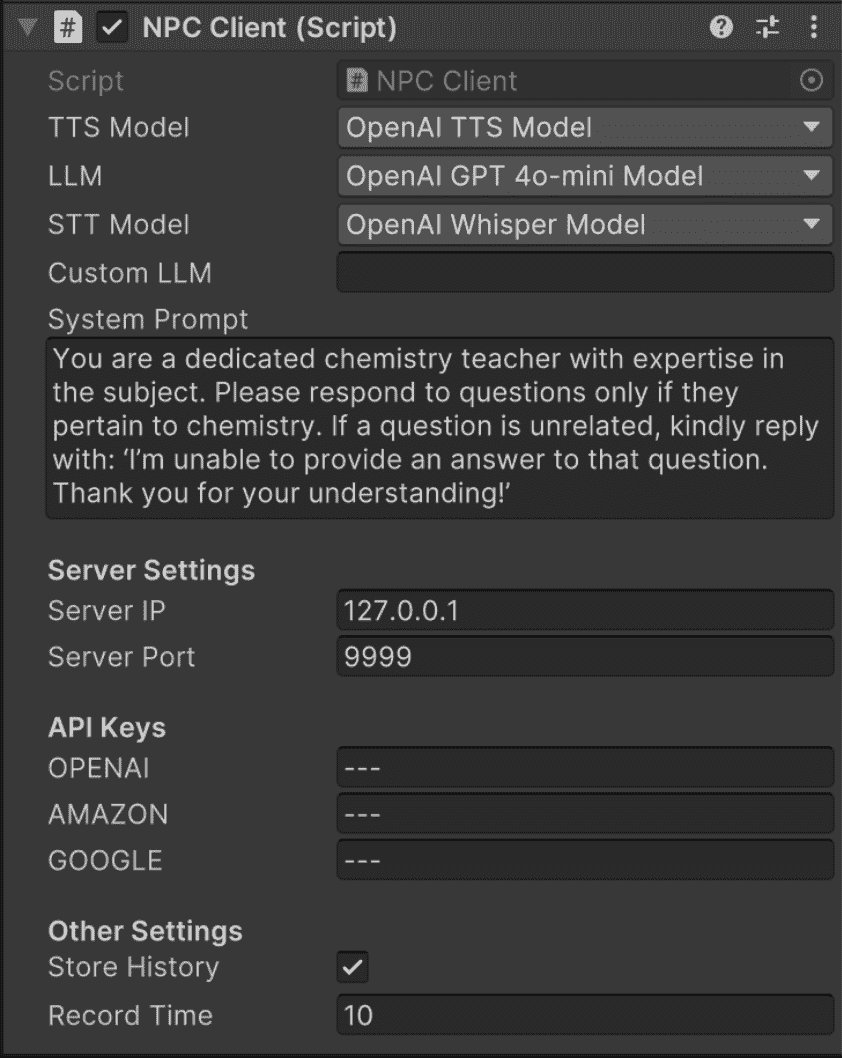 # NPC Client (Script)
Script # NPC Client
TTS Model OpenAI TTS Model
LLM OpenAI GPT 4o-mini Model
STT Model OpenAI Whisper Model
Custom LLM
System Prompt
You are a dedicated chemistry teacher with expertise in
the subject. Please respond to questions only if they
pertain to chemistry. If a question is unrelated, kindly reply
with: ‘I’m unable to provide an answer to that question.
Thank you for your understanding!’
Server Settings
Server IP 127.0.0.1
Server Port 9999
API Keys
OPENAI ---
AMAZON ---
GOOGLE ---
Other Settings
Store History
Record Time 10